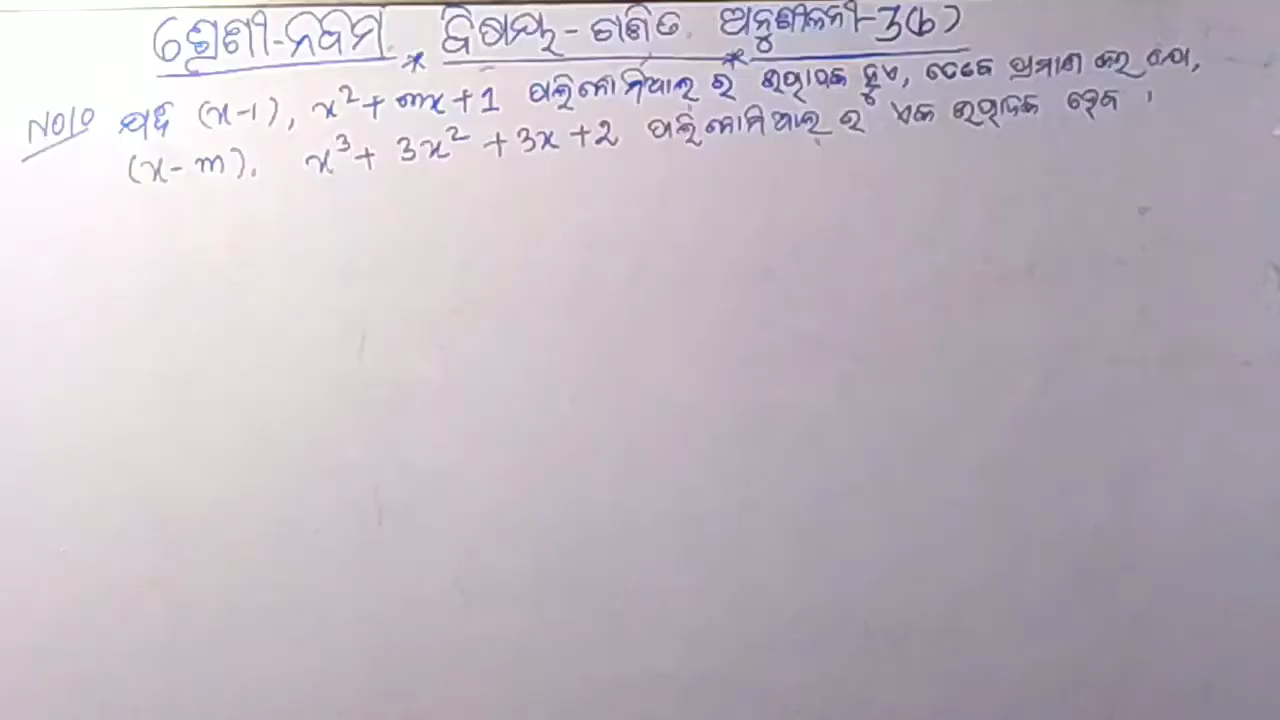 ଶ୍ରେଣୀ-ନବମ * ବିଷୟ - ଗଣିତ * ଅନୁଶୀଳନୀ-3(b)
NO10 ଯଦି (x-1), x² + mx + 1 ପଲିନୋମିଆଲ୍ ର ଉତ୍ପାଦକ ହୁଏ, ତେବେ ପ୍ରମାଣ କର ଯେ,
(x - m). x³ + 3x² + 3x + 2 ପଲିନୋମିଆଲ୍ ର ଏକ ଉତ୍ପାଦକ ହେବ ।